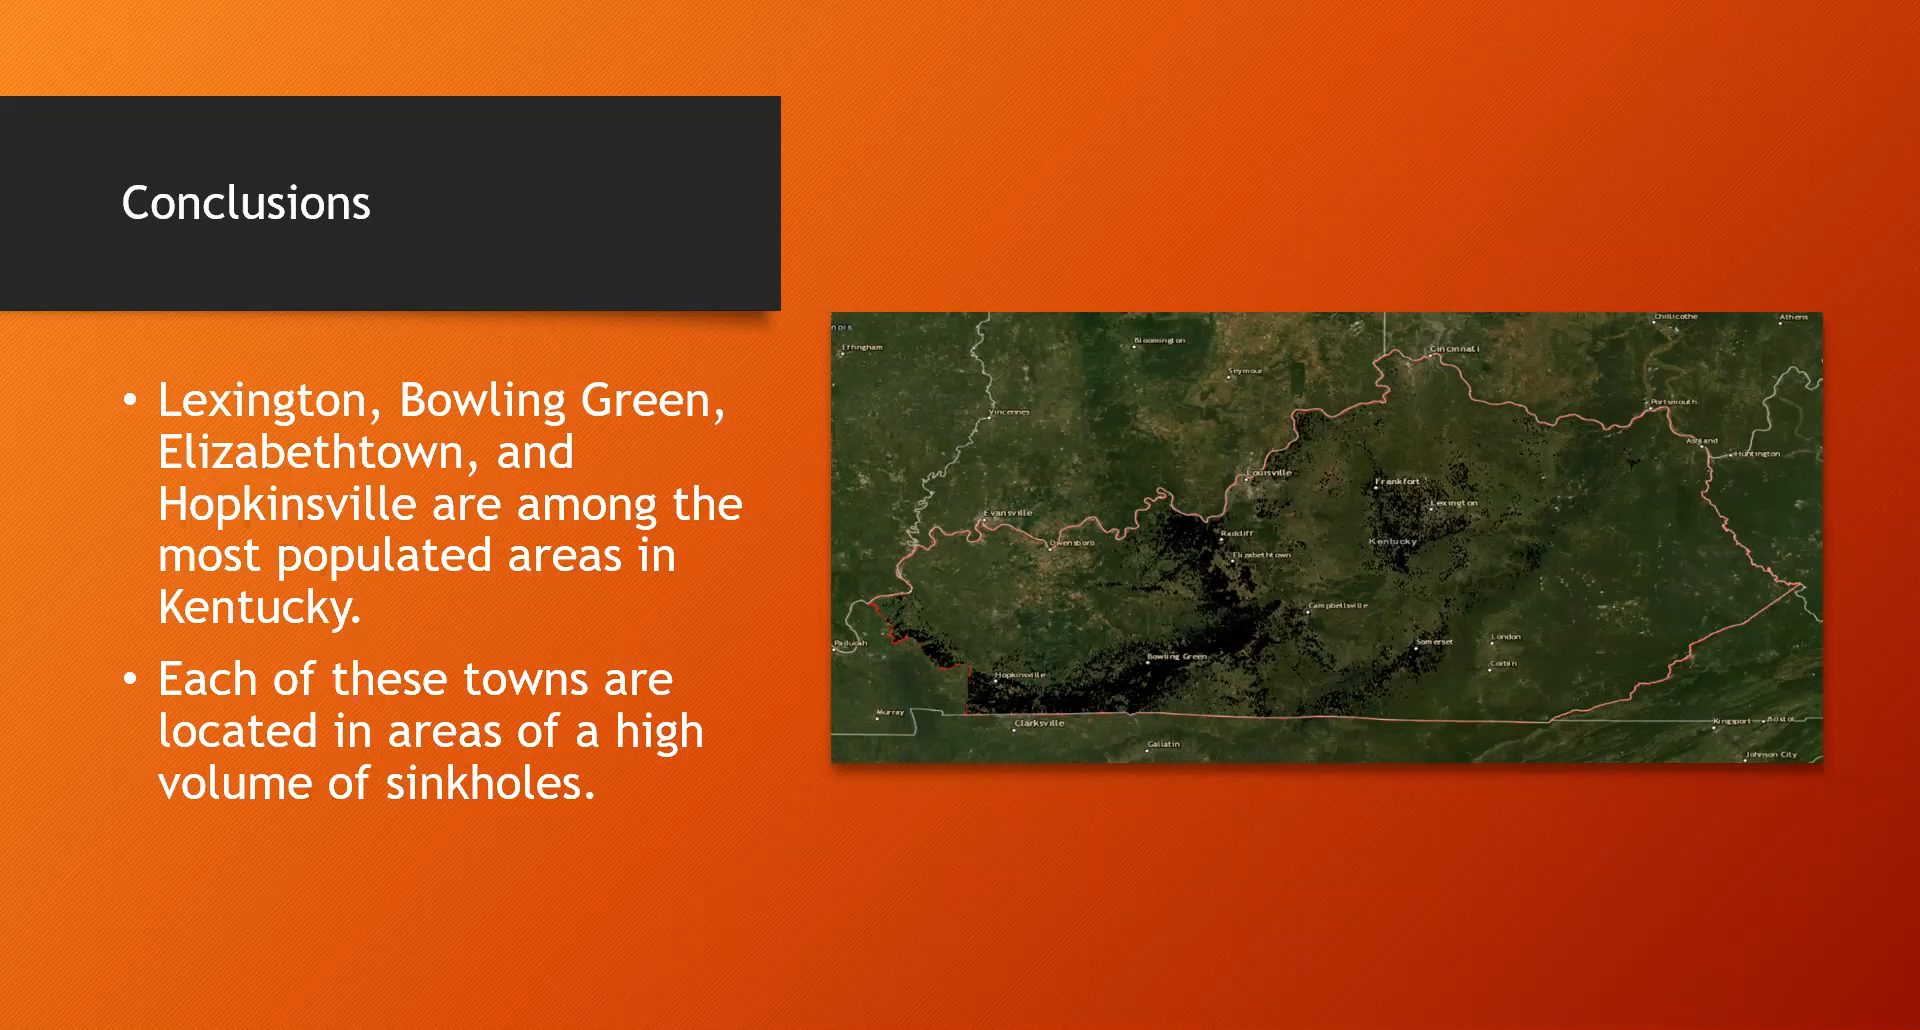 Conclusions
• Lexington, Bowling Green,
Elizabethtown, and
Hopkinsville are among the
most populated areas in
Kentucky.
• Each of these towns are
located in areas of a high
volume of sinkholes.
nois
Effingham
Bloomington
Seymour
Vincennes
Cincinnati
Chillicothe
Athens
Portsmouth
Ashland
Huntington
Louisville
Frankfort
Lexington
Evansville
Owensboro
Radcliff
Elizabethtown
Kentucky
Campbellsville
Paducah
Bowling Green
Somerset
London
Corbin
Hopkinsville
Murray
Clarksville
Gallatin
Kingsport
Bristol
Johnson City